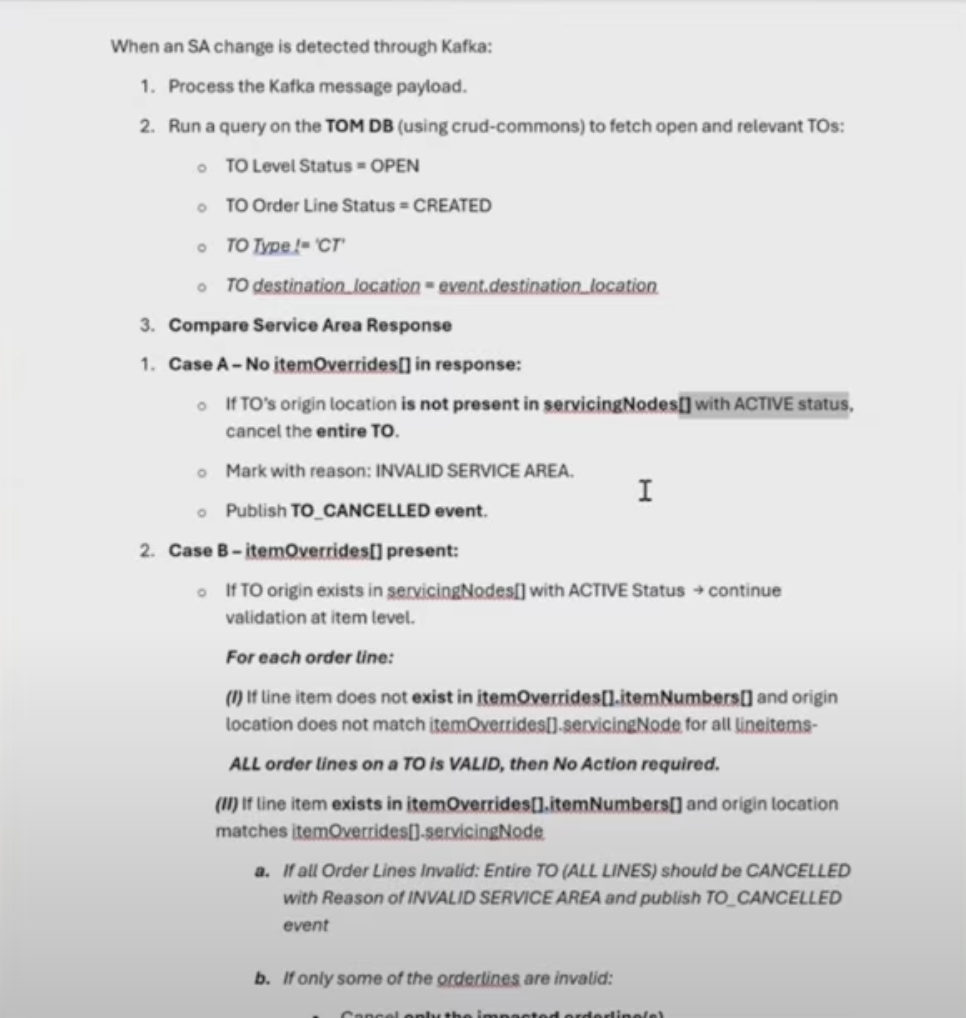 When an SA change is detected through Kafka:
1. Process the Kafka message payload.
2. Run a query on the TOM DB (using crud-commons) to fetch open and relevant TOs:
o TO Level Status = OPEN
o TO Order Line Status = CREATED
o TO Type != 'CT'
o TO destination_location = event.destination_location
3. Compare Service Area Response
1. Case A – No itemOverrides[] in response:
o If TO's origin location is not present in servicingNodes[] with ACTIVE status,
cancel the entire TO.
o Mark with reason: INVALID SERVICE AREA.
o Publish TO_CANCELLED event.
2. Case B – itemOverrides[] present:
o If TO origin exists in servicingNodes[] with ACTIVE Status → continue
validation at item level.
For each order line:
(I) If line item does not exist in itemOverrides[].itemNumbers[] and origin
location does not match itemOverrides[].servicingNode for all lineitems-
ALL order lines on a TO is VALID, then No Action required.
(II) If line item exists in itemOverrides[].itemNumbers[] and origin location
matches itemOverrides[].servicingNode
a. If all Order Lines Invalid: Entire TO (ALL LINES) should be CANCELLED
with Reason of INVALID SERVICE AREA and publish TO_CANCELLED
event
b. If only some of the orderlines are invalid:
Cancel only the impacted orderline(s)